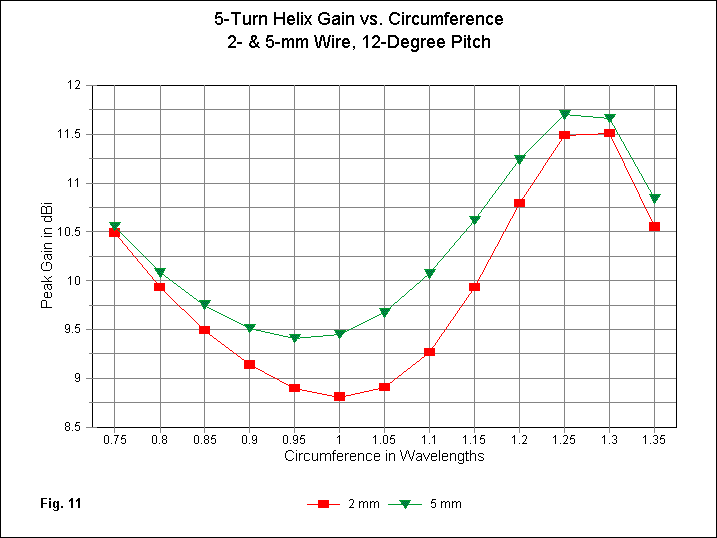 5-Turn Helix Gain vs. Circumference
2- & 5-mm Wire, 12-Degree Pitch
Peak Gain in dBi
12
11.5
11
10.5
10
9.5
9
8.5
0.75 0.8 0.85 0.9 0.95 1 1.05 1.1 1.15 1.2 1.25 1.3 1.35
Circumference in Wavelengths
Fig. 11 2 mm 5 mm